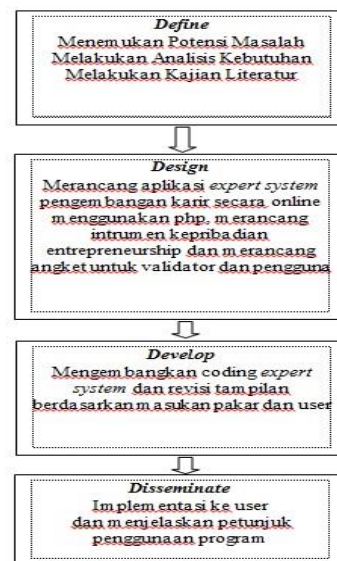 Define
Menemukan Potensi Masalah
Melakukan Analisis Kebutuhan
Melakukan Kajian Literatur
Design
Merancang aplikasi expert system
pengembangan karir secara online
menggunakan php, merancang
intrumen kepribadian
entrepreneurship dan merancang
angket untuk validator dan pengguna
Develop
Mengembangkan coding expert
system dan revisi tampilan
berdasarkan masukan pakar dan user
Disseminate
Implementasi ke user
dan menjelaskan petunjuk
penggunaan program